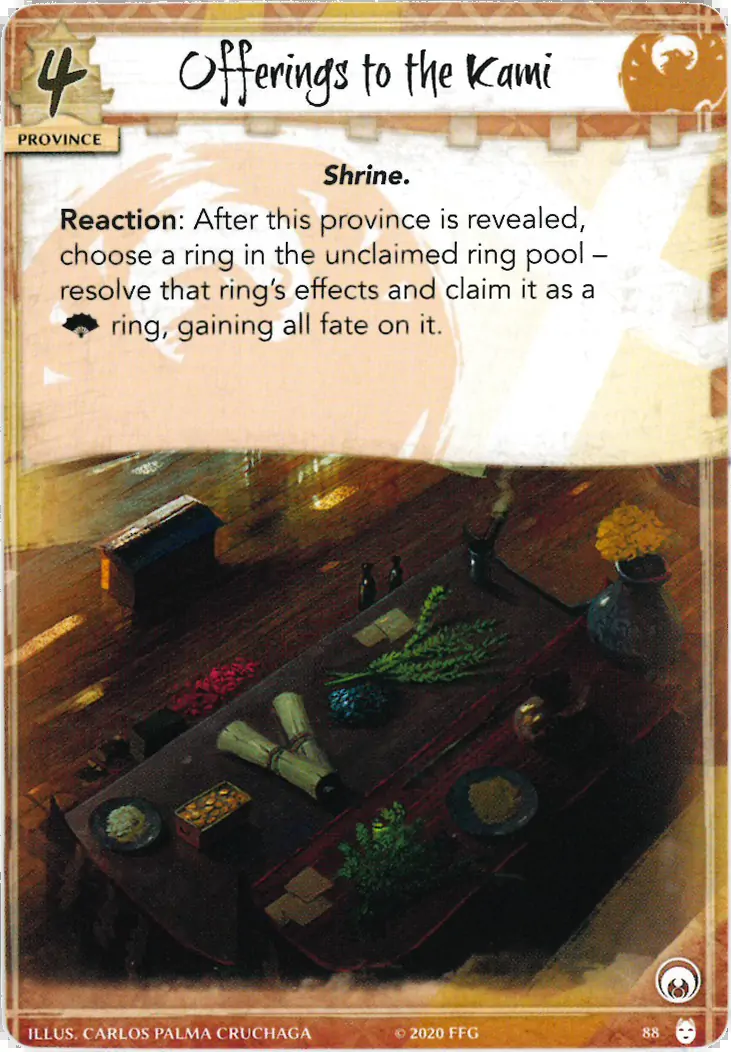 4
Offerings to the Kami
PROVINCE
Shrine.
Reaction: After this province is revealed,
choose a ring in the unclaimed ring pool –
resolve that ring's effects and claim it as a
ring, gaining all fate on it.
ILLUS. CARLOS PALMA CRUCHAGA
© 2020 FFG
88